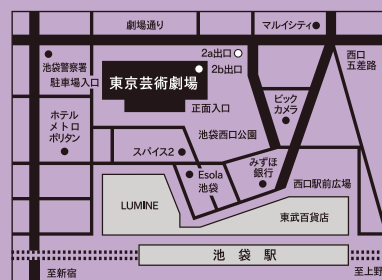 劇場通り
マルイシティ
2a出口
2b出口
西口
五差路
池袋警察署
駐車場入口
東京芸術劇場
正面入口
ビック
カメラ
ホテル
メトロ
ポリタン
池袋西口公園
スパイス2
みずほ
銀行
Esola
池袋
西口駅前広場
LUMINE
東武百貨店
池袋駅
至新宿
至上野